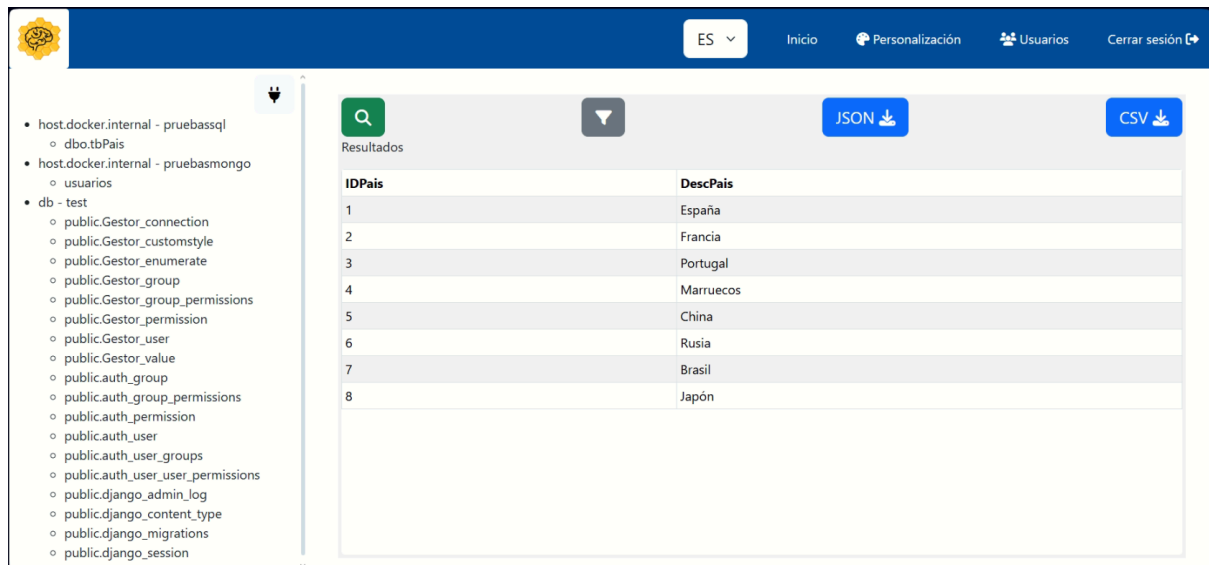 ES
Inicio
Personalización
Usuarios
Cerrar sesión
host.docker.internal - pruebassql
dbo.tbPais
host.docker.internal - pruebasmongo
usuarios
db - test
public.Gestor_connection
public.Gestor_customstyle
public.Gestor_enumerate
public.Gestor_group
public.Gestor_group_permissions
public.Gestor_permission
public.Gestor_user
public.Gestor_value
public.auth_group
public.auth_group_permissions
public.auth_permission
public.auth_user
public.auth_user_groups
public.auth_user_user_permissions
public.django_admin_log
public.django_content_type
public.django_migrations
public.django_session
JSON
CSV
Resultados
IDPais DescPais
1 España
2 Francia
3 Portugal
4 Marruecos
5 China
6 Rusia
7 Brasil
8 Japón